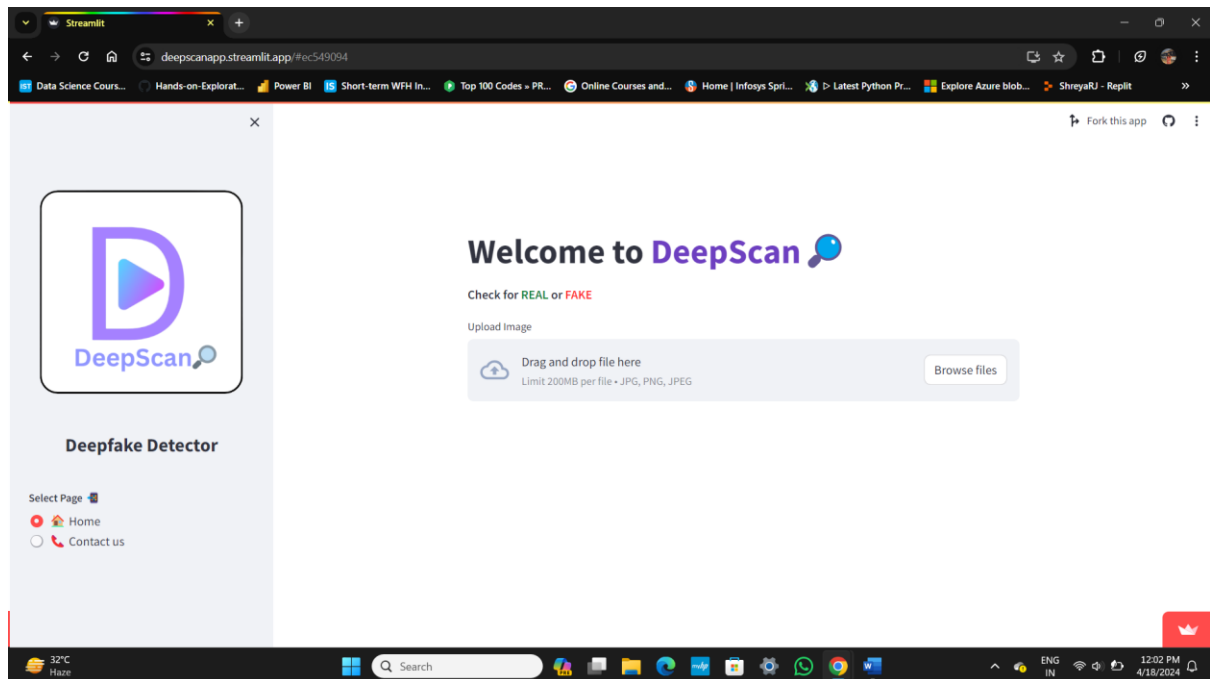 Streamlit
deepscanapp.streamlit.app/#ec549094
IST Data Science Cours... Hands-on-Explorat... Power BI IS Short-term WFH In... Top 100 Codes » PR... Online Courses and... Home | Infosys Spri... ▷ Latest Python Pr... Explore Azure blob... ShreyaRJ - Replit »
Fork this app
DeepScan
Deepfake Detector
Select Page
Home
Contact us
Welcome to DeepScan
Check for REAL or FAKE
Upload Image
Drag and drop file here
Limit 200MB per file • JPG, PNG, JPEG
Browse files
32°C
Haze
Search
ENG
IN
12:02 PM
4/18/2024